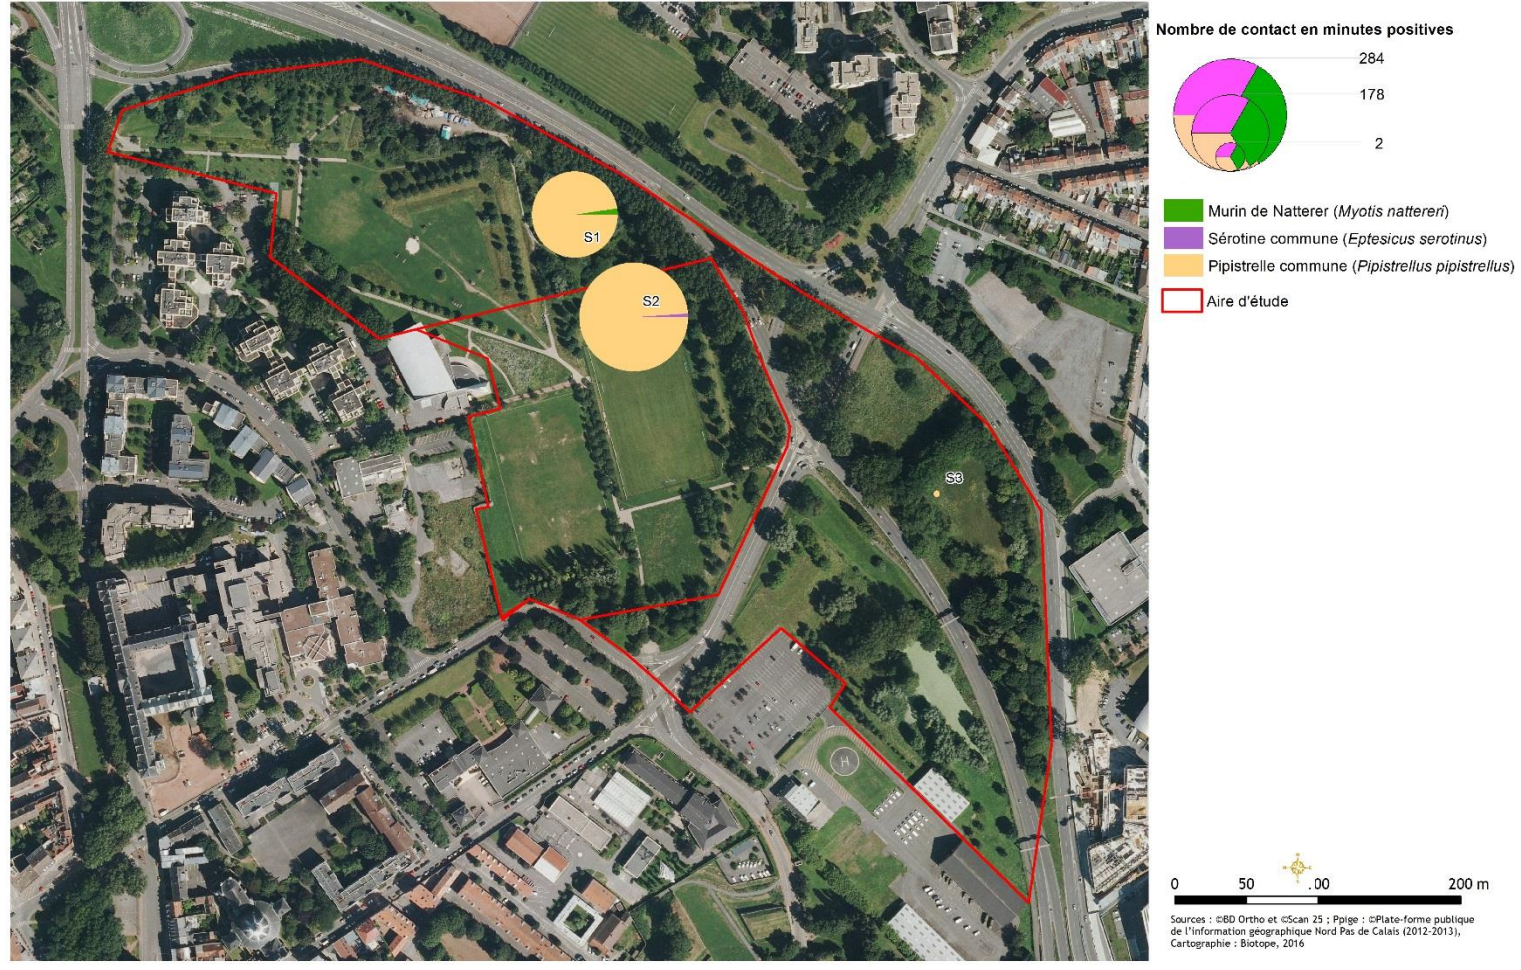 Nombre de contact en minutes positives
284
178
2
Murin de Natterer (Myotis nattereri)
Sérotine commune (Eptesicus serotinus)
Pipistrelle commune (Pipistrellus pipistrellus)
Aire d'étude
S1
S2
S3
H
0 50 .00 200 m
Sources : ©BD Ortho et ©Scan 25 ; Ppige : ©Plate-forme publique
de l'information géographique Nord Pas de Calais (2012-2013),
Cartographie : Biotope, 2016